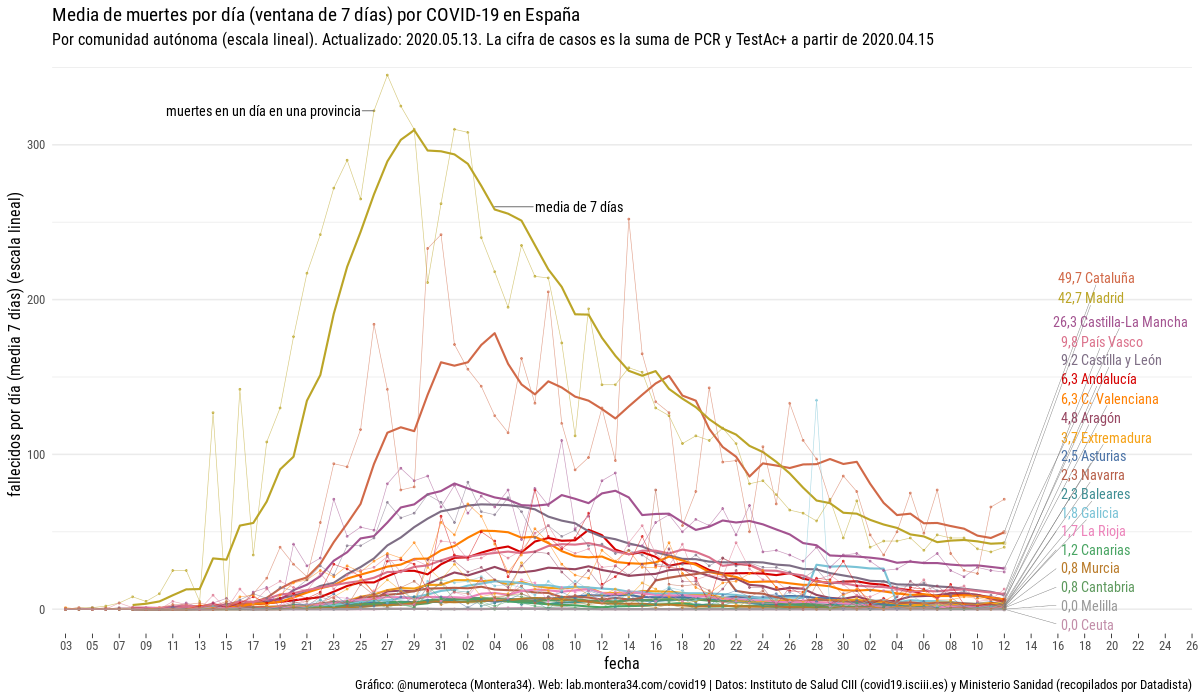 Media de muertes por día (ventana de 7 días) por COVID-19 en España
Por comunidad autónoma (escala lineal). Actualizado: 2020.05.13. La cifra de casos es la suma de PCR y TestAc+ a partir de 2020.04.15
fallecidos por día (media 7 días) (escala lineal)
300
200
100
0
muertes en un día en una provincia
media de 7 días
49,7 Cataluña
42,7 Madrid
26,3 Castilla-La Mancha
9,8 País Vasco
9,2 Castilla y León
6,3 Andalucía
6,3 C. Valenciana
4,8 Aragón
3,7 Extremadura
2,5 Asturias
2,3 Navarra
2,3 Baleares
1,8 Galicia
1,7 La Rioja
1,2 Canarias
0,8 Murcia
0,8 Cantabria
0,0 Melilla
0,0 Ceuta
03 05 07 09 11 13 15 17 19 21 23 25 27 29 31 02 04 06 08 10 12 14 16 18 20 22 24 26 28 30 02 04 06 08 10 12 14 16 18 20 22 24 26
fecha
Gráfico: @numeroteca (Montera34). Web: lab.montera34.com/covid19 | Datos: Instituto de Salud CIII (covid19.isciii.es) y Ministerio Sanidad (recopilados por Datadista)